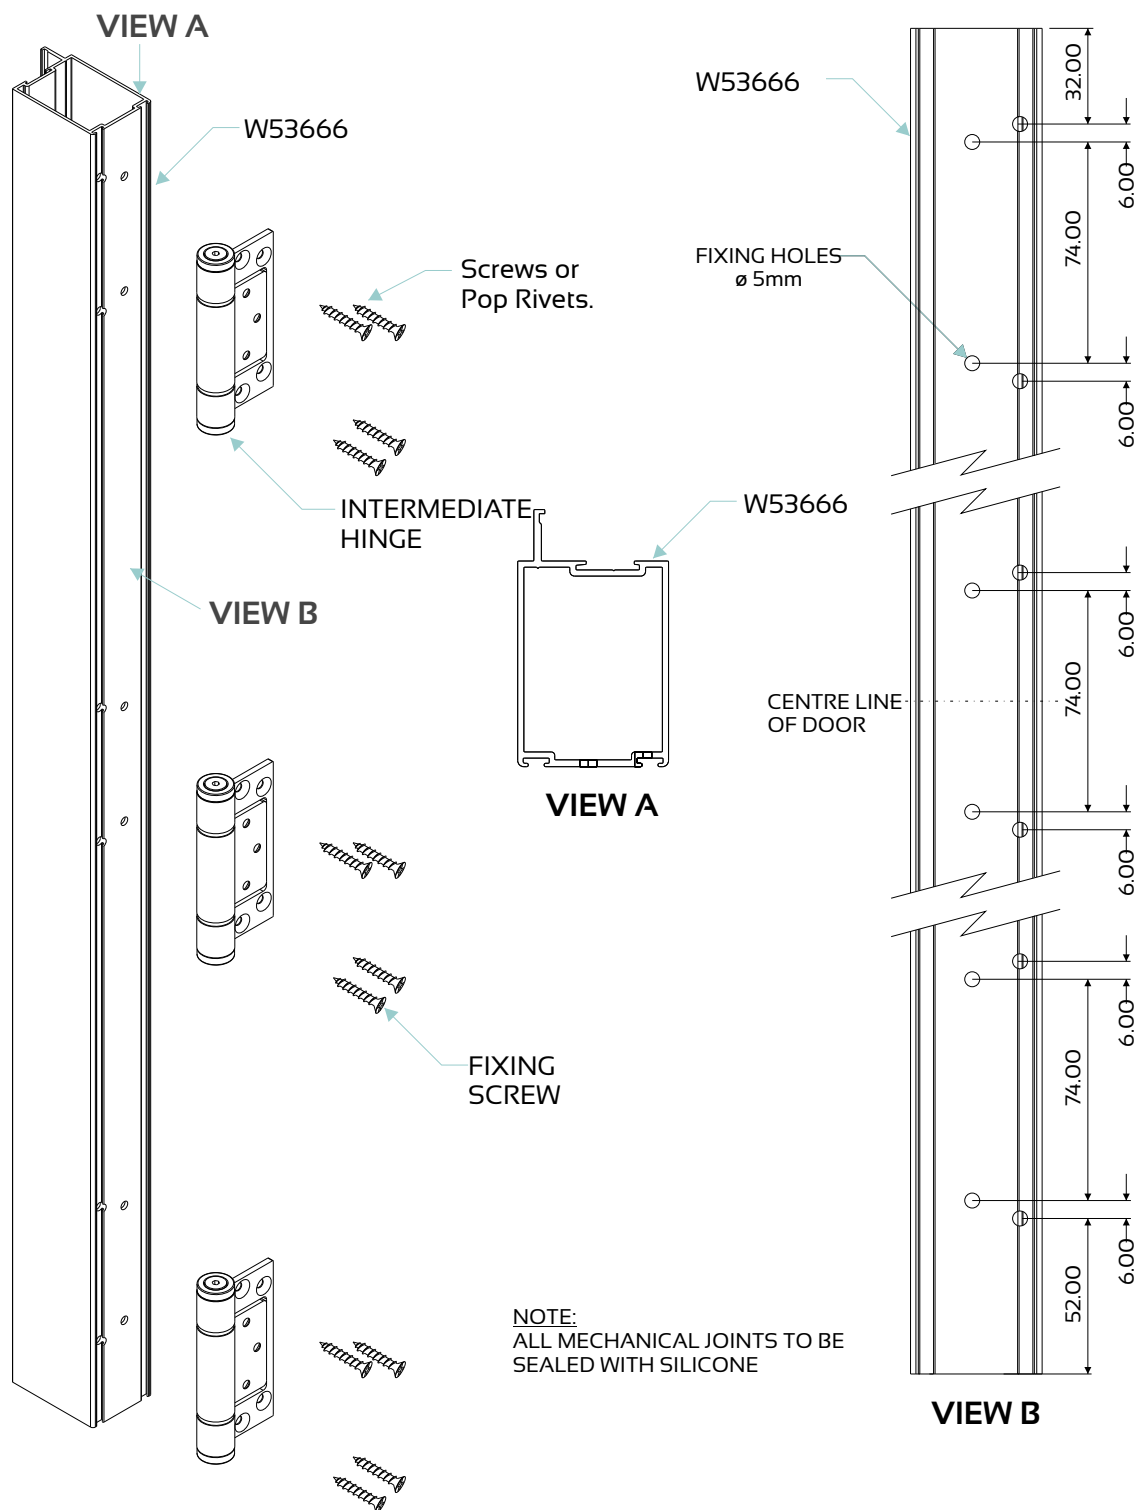 VIEW A
W53666
Screws or
Pop Rivets.
INTERMEDIATE
HINGE
VIEW B
W53666
VIEW A
FIXING
SCREW
NOTE:
ALL MECHANICAL JOINTS TO BE
SEALED WITH SILICONE
W53666
FIXING HOLES
ø 5mm
CENTRE LINE
OF DOOR
32.00
6.00
74.00
6.00
6.00
74.00
6.00
6.00
74.00
6.00
52.00
VIEW B